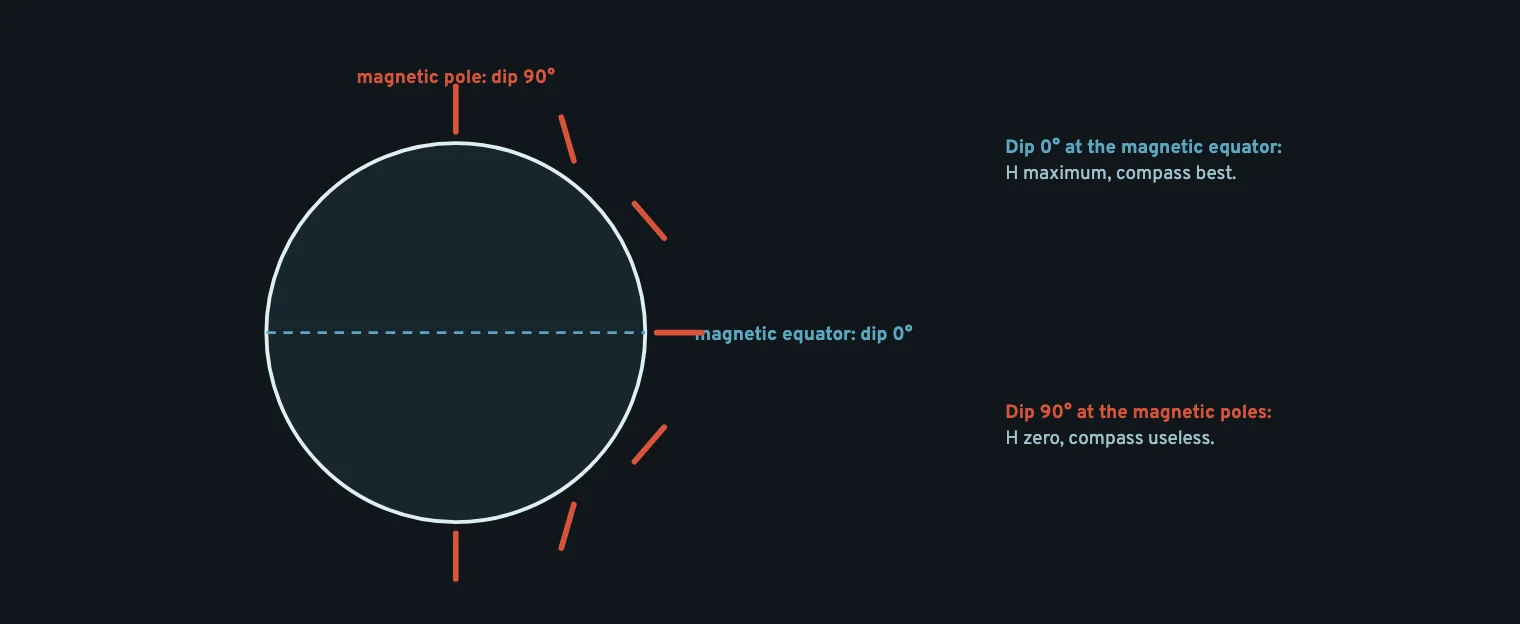 magnetic pole: dip 90°
Dip 0° at the magnetic equator:
H maximum, compass best.
magnetic equator: dip 0°
Dip 90° at the magnetic poles:
H zero, compass useless.